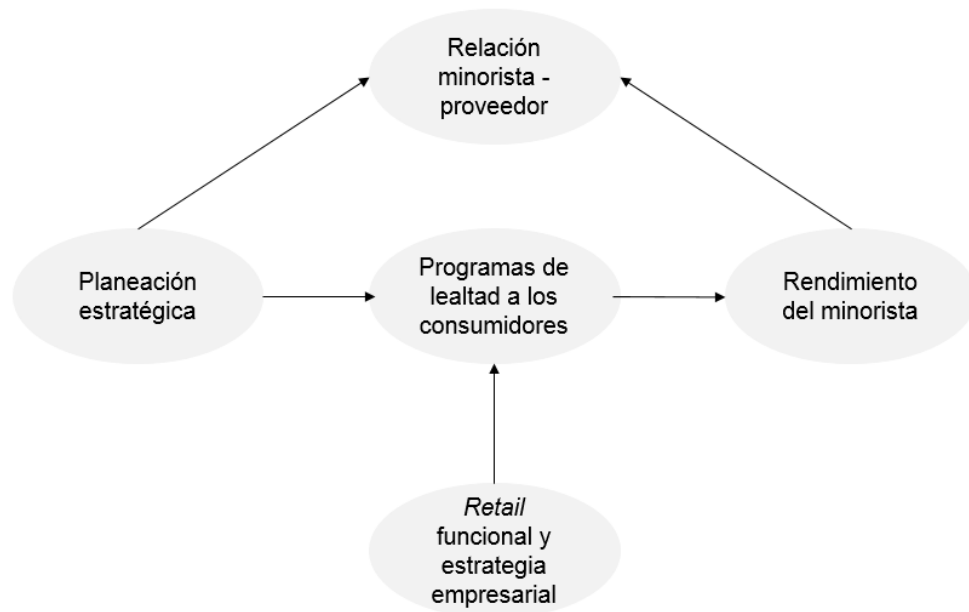 Relación
minorista -
proveedor
Planeación
estratégica
Programas de
lealtad a los
consumidores
Rendimiento
del minorista
Retail
funcional y
estrategia
empresarial